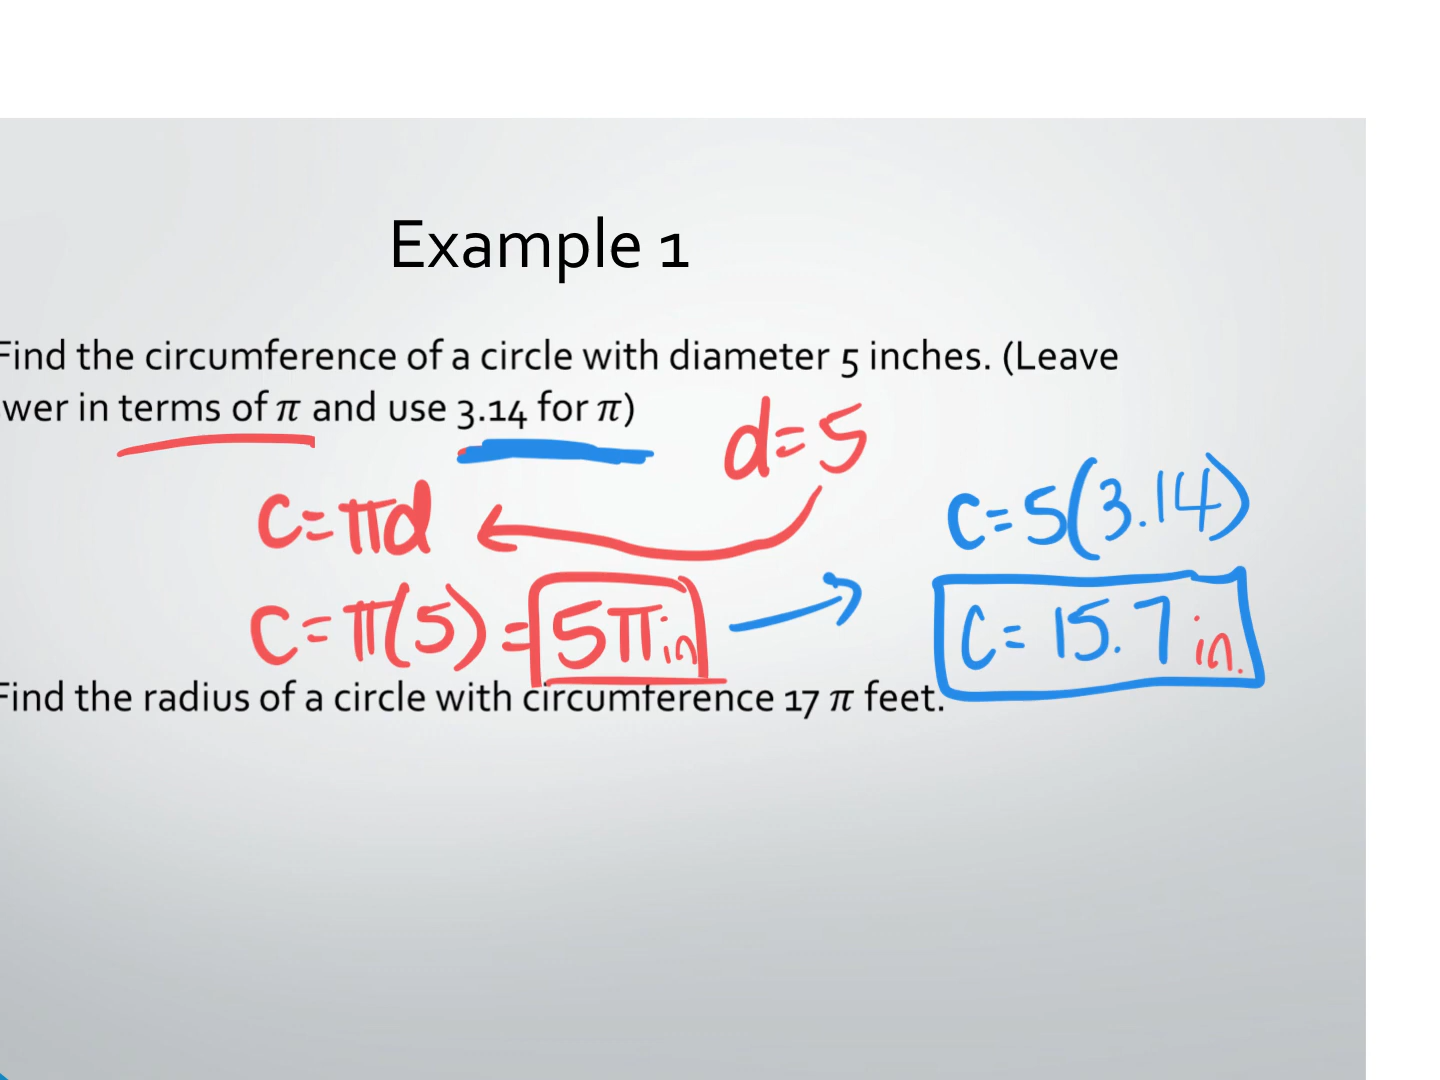 Example 1
Find the circumference of a circle with diameter 5 inches. (Leave
wer in terms of π and use 3.14 for π)
d=5
C=πd
C=5(3.14)
C=π(5)=5πin
C=15.7 in.
Find the radius of a circle with circumference 17 π feet.